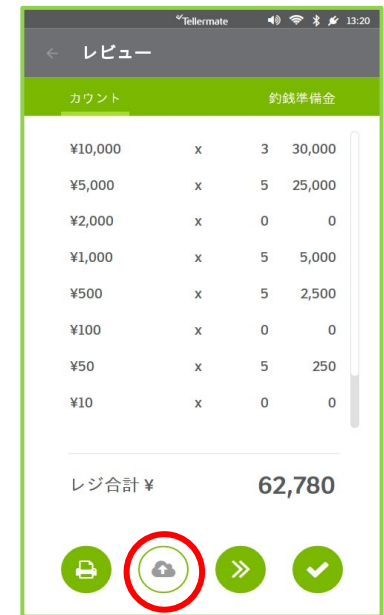 Tellermate 13:20
← レビュー
カウント 釣銭準備金
¥10,000 x 3 30,000
¥5,000 x 5 25,000
¥2,000 x 0 0
¥1,000 x 5 5,000
¥500 x 5 2,500
¥100 x 0 0
¥50 x 5 250
¥10 x 0 0
レジ合計 ¥ 62,780